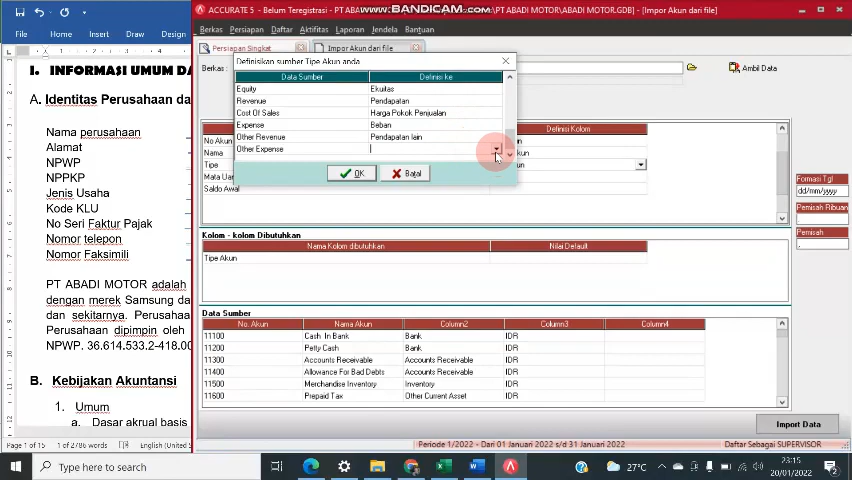 www.BANDICAM.com
ACCURATE 5 - Belum Teregistrasi - PT ABA
PT ABADI MOTOR\ABADI MOTOR.GDB] - [Impor Akun dari file]
File Home Insert Draw Design
Berkas Persiapan Daftar Aktifitas Laporan Jendela Bantuan
Persiapan Singkat
Impor Akun dari file
Berkas :
Ambil Data
Definisikan sumber Tipe Akun anda
Data Sumber Definisi ke
Equity Ekuitas
Revenue Pendapatan
Cost Of Sales Harga Pokok Penjualan
Expense Beban
Other Revenue Pendapatan lain
Other Expense
OK Batal
Definisi Kolom
No Akun
Nama
Tipe
Mata Uan
Saldo Awal
Formasi Tgl
dd/mm/yyyy
Pemisah Ribuan
.
Pemisah
,
Kolom - kolom Dibutuhkan
Nama Kolom dibutuhkan Nilai Default
Tipe Akun
Data Sumber
No. Akun Nama Akun Column2 Column3 Column4
11100 Cash In Bank Bank IDR
11200 Petty Cash Bank IDR
11300 Accounts Receivable Accounts Receivable IDR
11400 Allowance For Bad Debts Accounts Receivable IDR
11500 Merchandise Inventory Inventory IDR
11600 Prepaid Tax Other Current Asset IDR
Import Data
Periode 1/2022 - Dari 01 Januari 2022 s/d 31 Januari 2022
Daftar Sebagai SUPERVISOR
I. INFORMASI UMUM DA
A. Identitas Perusahaan da
Nama perusahaan
Alamat
NPWP
NPPKP
Jenis Usaha
Kode KLU
No Seri Faktur Pajak
Nomor telepon
Nomor Faksimili
PT ABADI MOTOR adalah
dengan merek Samsung da
dan sekitarnya. Perusahaa
Perusahaan dipimpin oleh
NPWP. 36.614.533.2-418.00
B. Kebijakan Akuntansi
1. Umum
a. Dasar akrual basis
Page 1 of 15 1 of 2786 words English (United S
Type here to search
27°C
23:15
20/01/2022
2